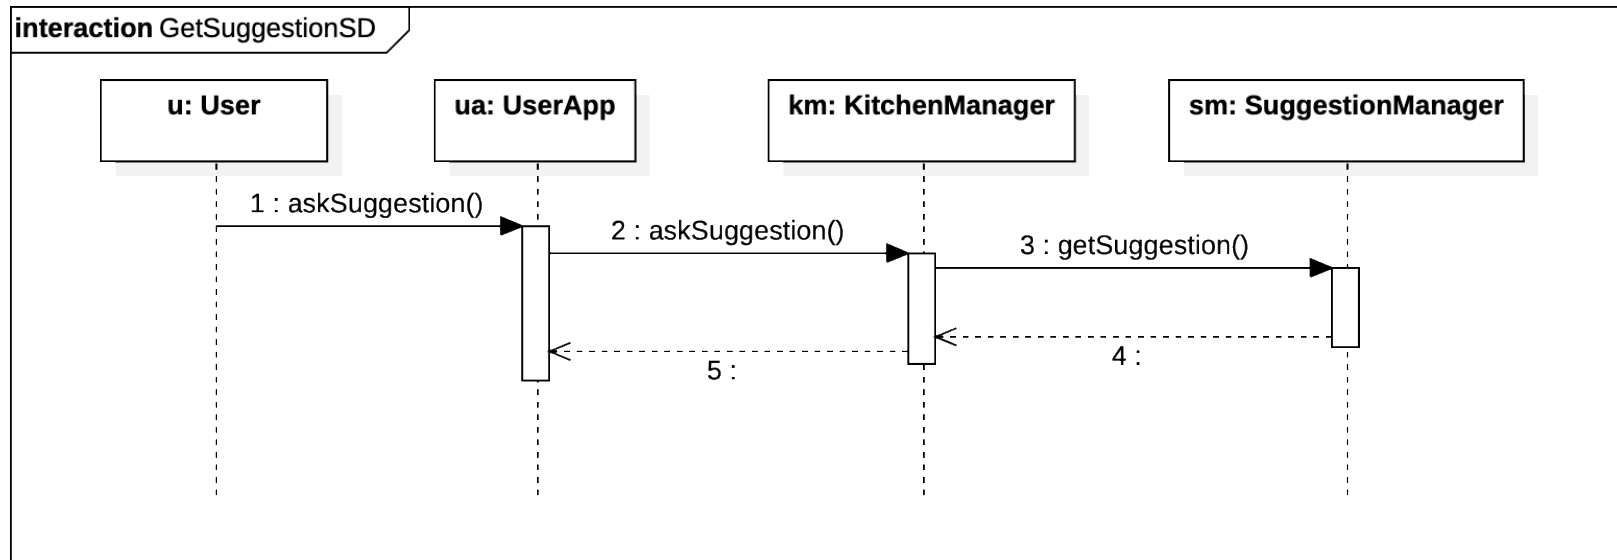 interaction GetSuggestionSD
u: User
ua: UserApp
km: KitchenManager
sm: SuggestionManager
1 : askSuggestion()
2 : askSuggestion()
3 : getSuggestion()
4 :
5 :